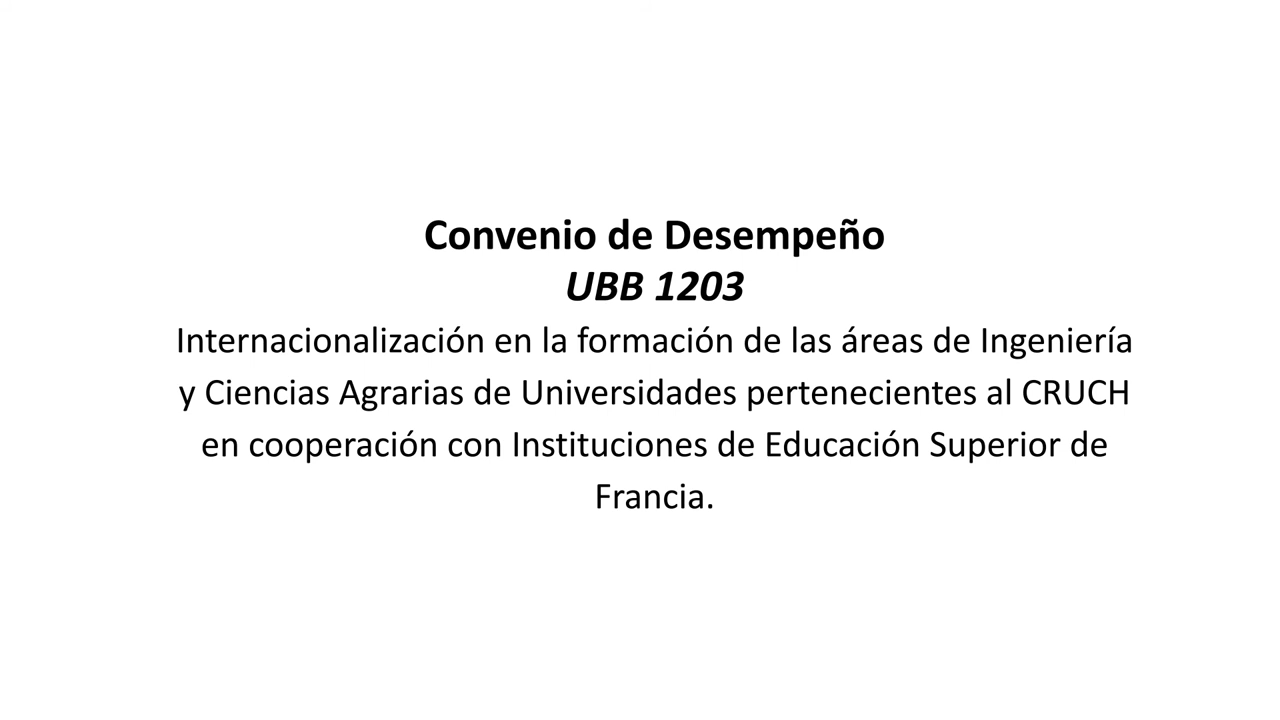 Convenio de Desempeño
UBB 1203
Internacionalización en la formación de las áreas de Ingeniería
y Ciencias Agrarias de Universidades pertenecientes al CRUCH
en cooperación con Instituciones de Educación Superior de
Francia.